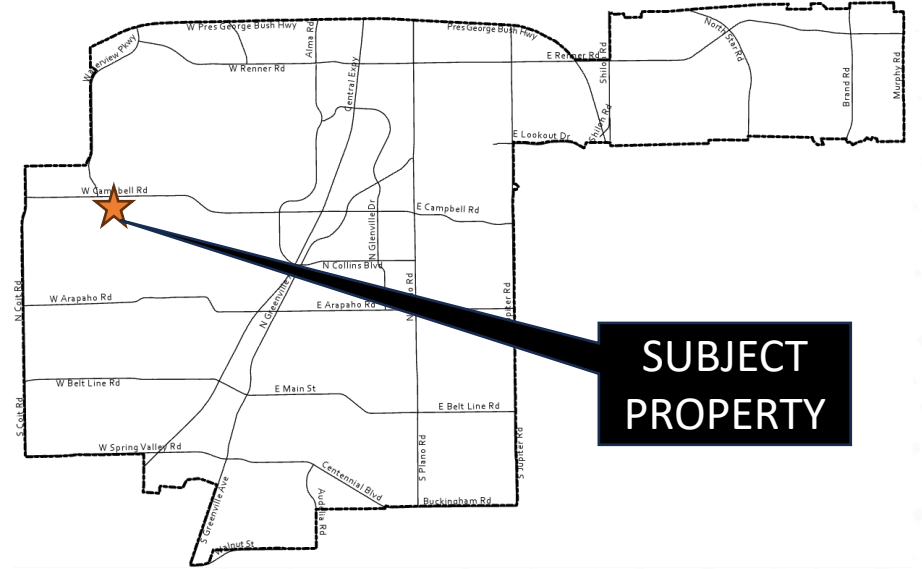 W Pres George Bush Hwy
Pres George Bush Hwy
Alma Rd
North Star Rd
W Renner Rd
E Renner Rd
Central Expy
Brand Rd
Murphy Rd
E Lookout Dr
Shiloh Rd
W Campbell Rd
E Campbell Rd
N Glenville Dr
N Collins Blvd
N Coit Rd
W Arapaho Rd
E Arapaho Rd
N Greenville
SUBJECT
PROPERTY
W Belt Line Rd
E Main St
E Belt Line Rd
S Coit Rd
W Spring Valley Rd
S Plano Rd
S Jupiter Rd
Centennial Blvd
Buckingham Rd
S Greenville Ave
Walnut St